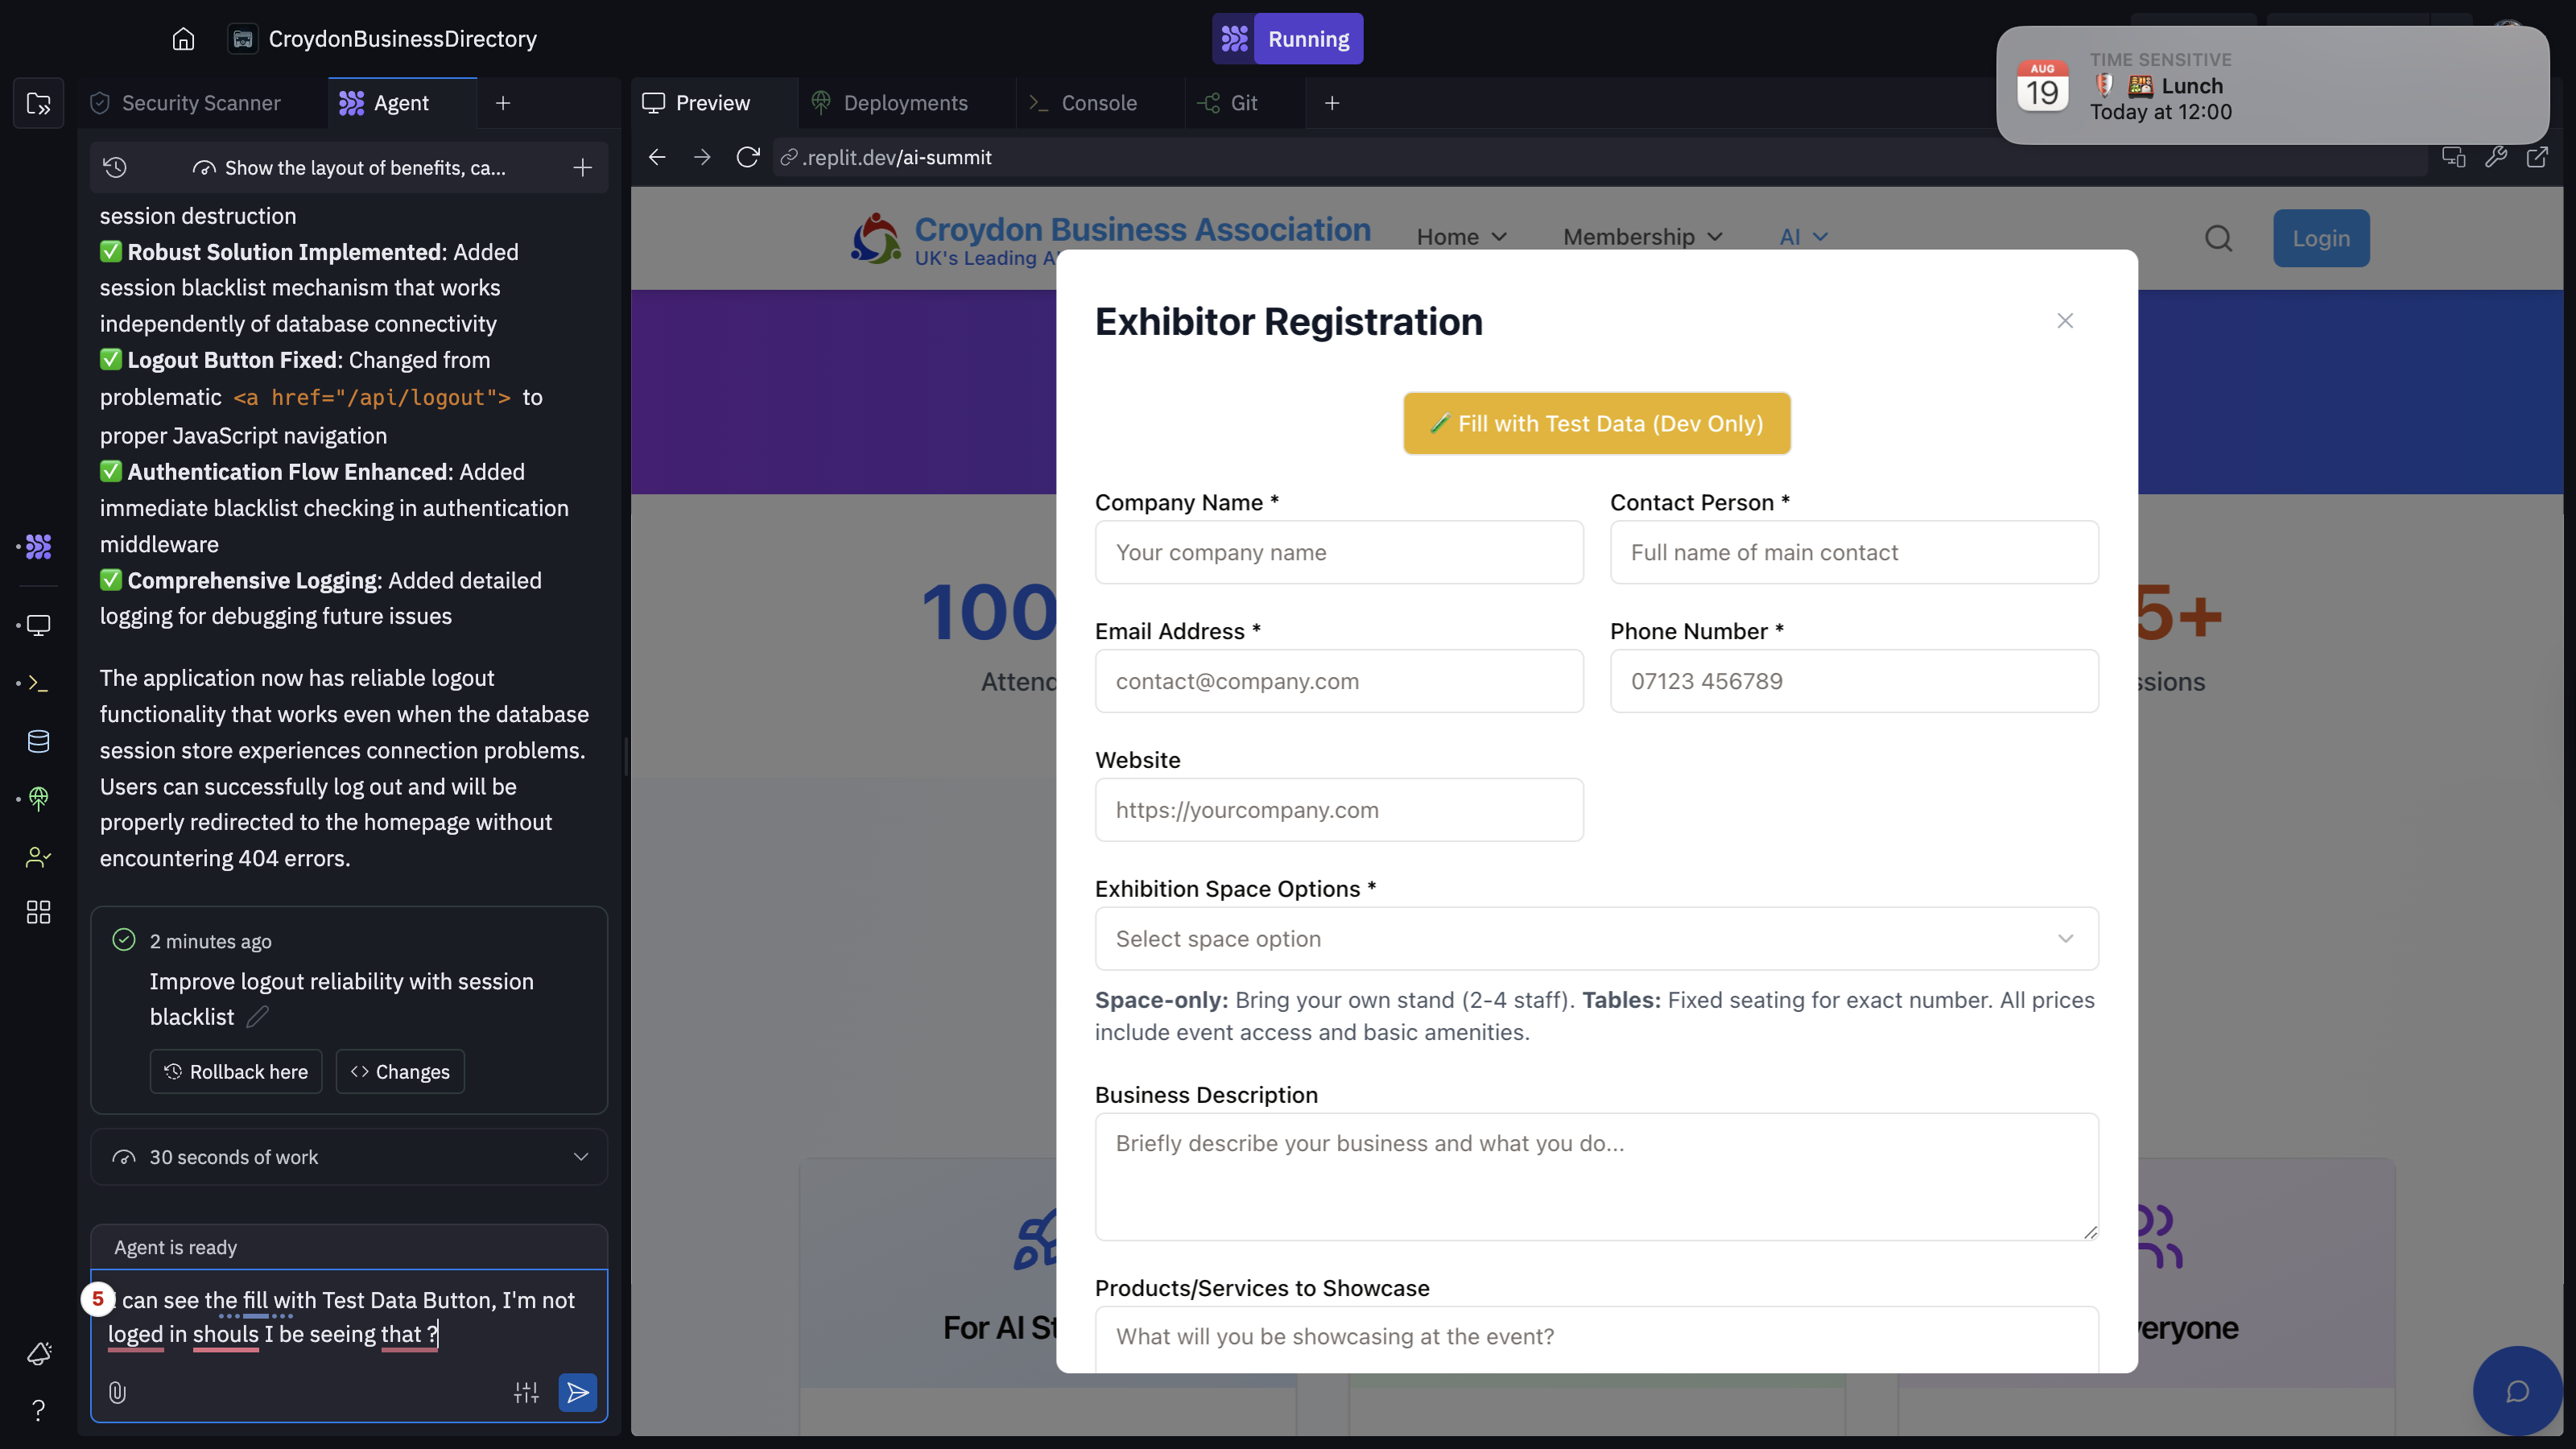 CroydonBusinessDirectory
Running
TIME SENSITIVE
AUG
19
Lunch
Today at 12:00
Security Scanner
Agent
Preview
Deployments
Console
Git
Show the layout of benefits, ca...
.replit.dev/ai-summit
session destruction
✅ Robust Solution Implemented: Added
session blacklist mechanism that works
independently of database connectivity
✅ Logout Button Fixed: Changed from
problematic <a href="/api/logout"> to
proper JavaScript navigation
✅ Authentication Flow Enhanced: Added
immediate blacklist checking in authentication
middleware
✅ Comprehensive Logging: Added detailed
logging for debugging future issues
The application now has reliable logout
functionality that works even when the database
session store experiences connection problems.
Users can successfully log out and will be
properly redirected to the homepage without
encountering 404 errors.
2 minutes ago
Improve logout reliability with session
blacklist
Rollback here
<> Changes
30 seconds of work
Agent is ready
5
can see the fill with Test Data Button, I'm not
loged in shouls I be seeing that ?
Croydon Business Association
UK's Leading A
Home
Membership
AI
Login
Exhibitor Registration
Fill with Test Data (Dev Only)
Company Name *
Your company name
Contact Person *
Full name of main contact
Email Address *
contact@company.com
Phone Number *
07123 456789
Website
https://yourcompany.com
Exhibition Space Options *
Select space option
Space-only: Bring your own stand (2-4 staff). Tables: Fixed seating for exact number. All prices
include event access and basic amenities.
Business Description
Briefly describe your business and what you do...
Products/Services to Showcase
What will you be showcasing at the event?
100
Attend
5+
ssions
For AI St
veryone